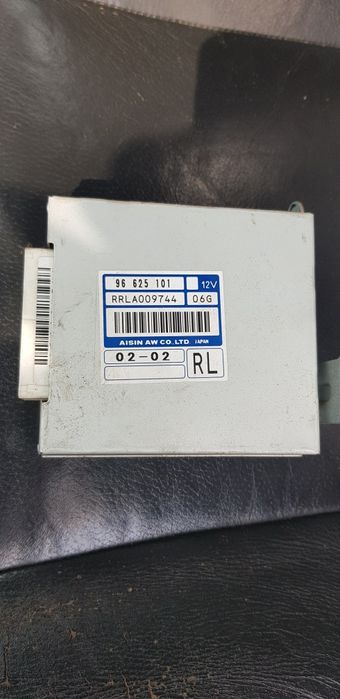 96 625 101 12V
RRLA009744 06G
AISIN AW CO.,LTD JAPAN
02-02 RL